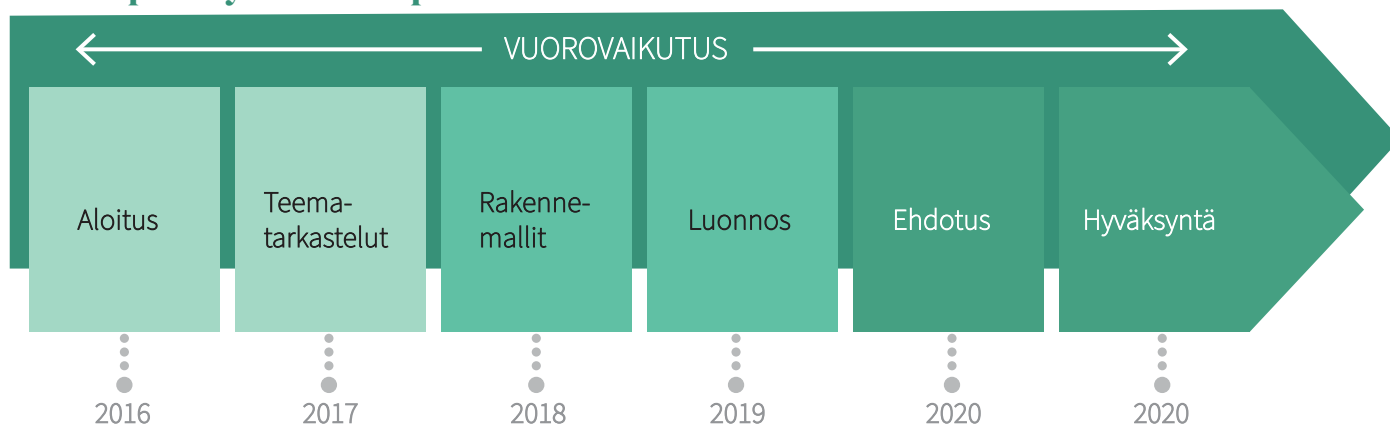 VUOROVAIKUTUS
Aloitus
Teema-
tarkastelut
Rakenne-
mallit
Luonnos
Ehdotus
Hyväksyntä
2016
2017
2018
2019
2020
2020